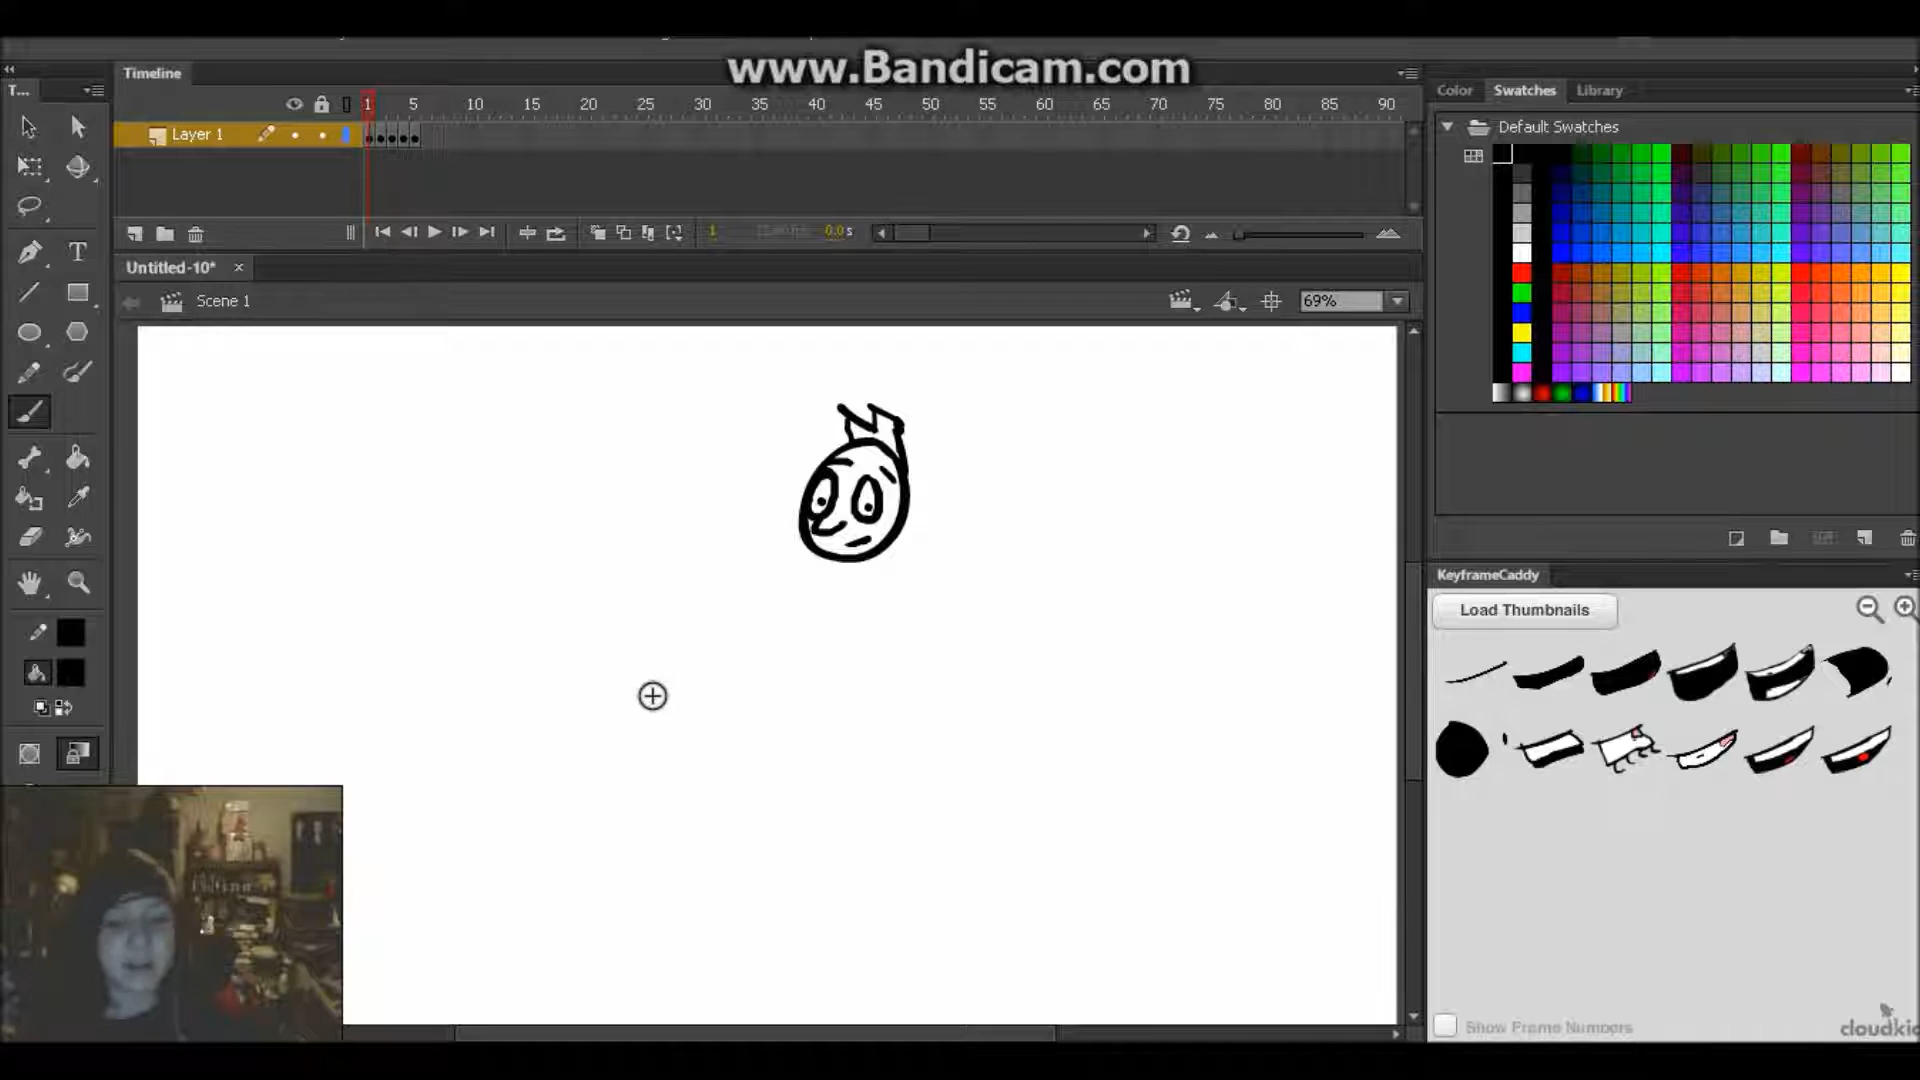 www.Bandicam.com
Timeline
T...
1 5 10 15 20 25 30 35 40 45 50 55 60 65 70 75 80 85 90
Layer 1
1 0.0s
Untitled-10* ×
Scene 1
69%
T
Color Swatches Library
Default Swatches
KeyframeCaddy
Load Thumbnails
Show Frame Numbers
cloudkid